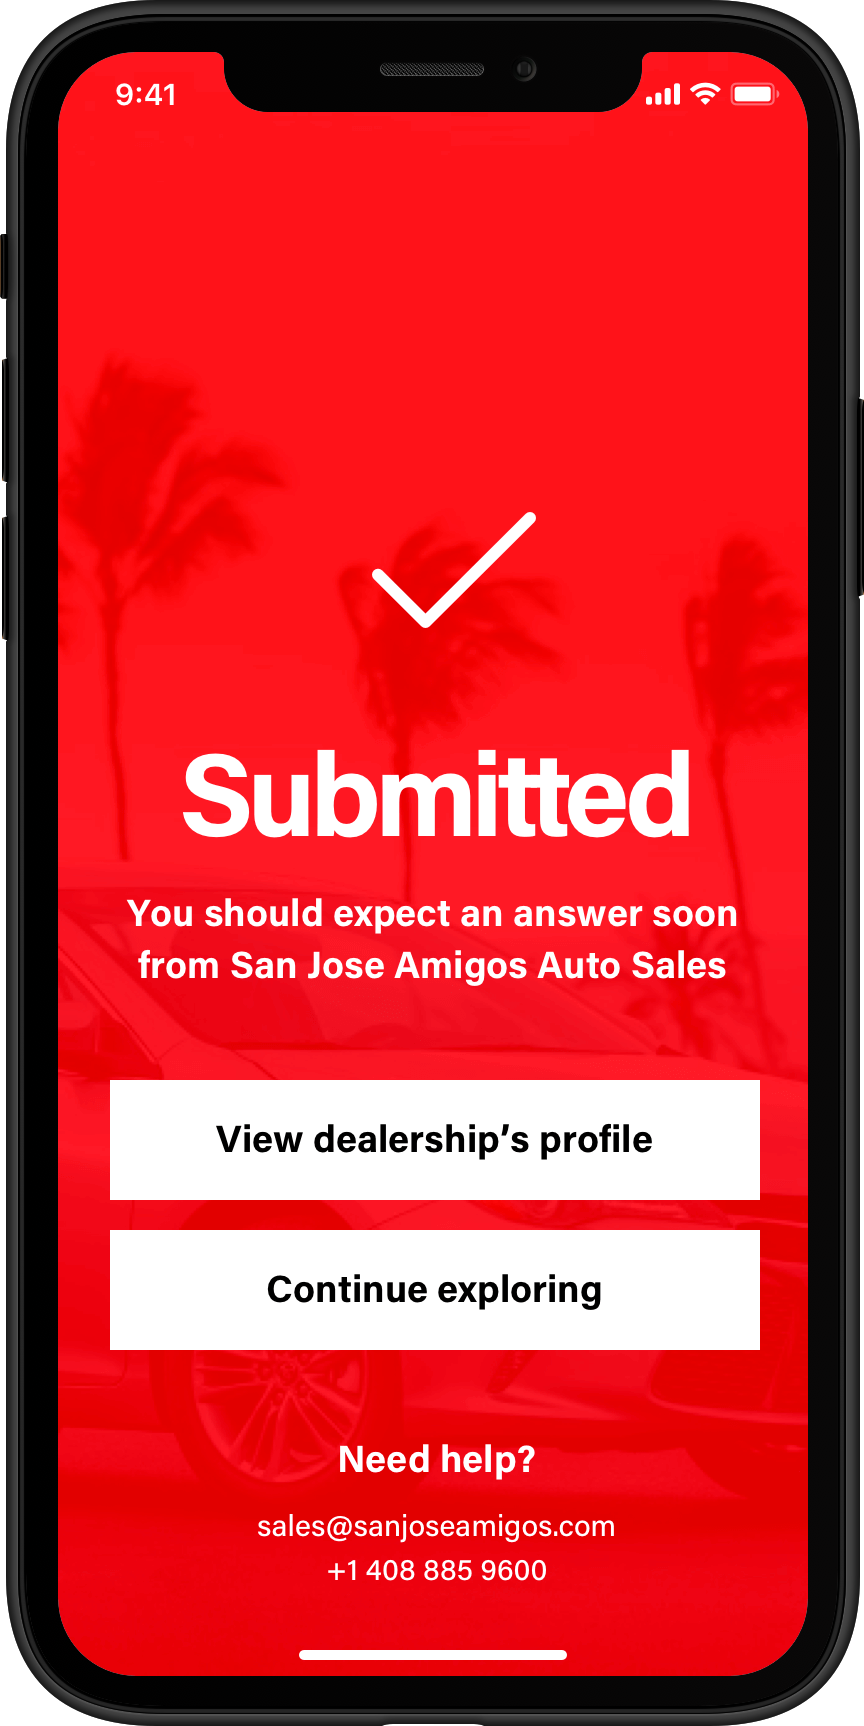 9:41
Submitted
You should expect an answer soon
from San Jose Amigos Auto Sales
View dealership’s profile
Continue exploring
Need help?
sales@sanjoseamigos.com
+1 408 885 9600